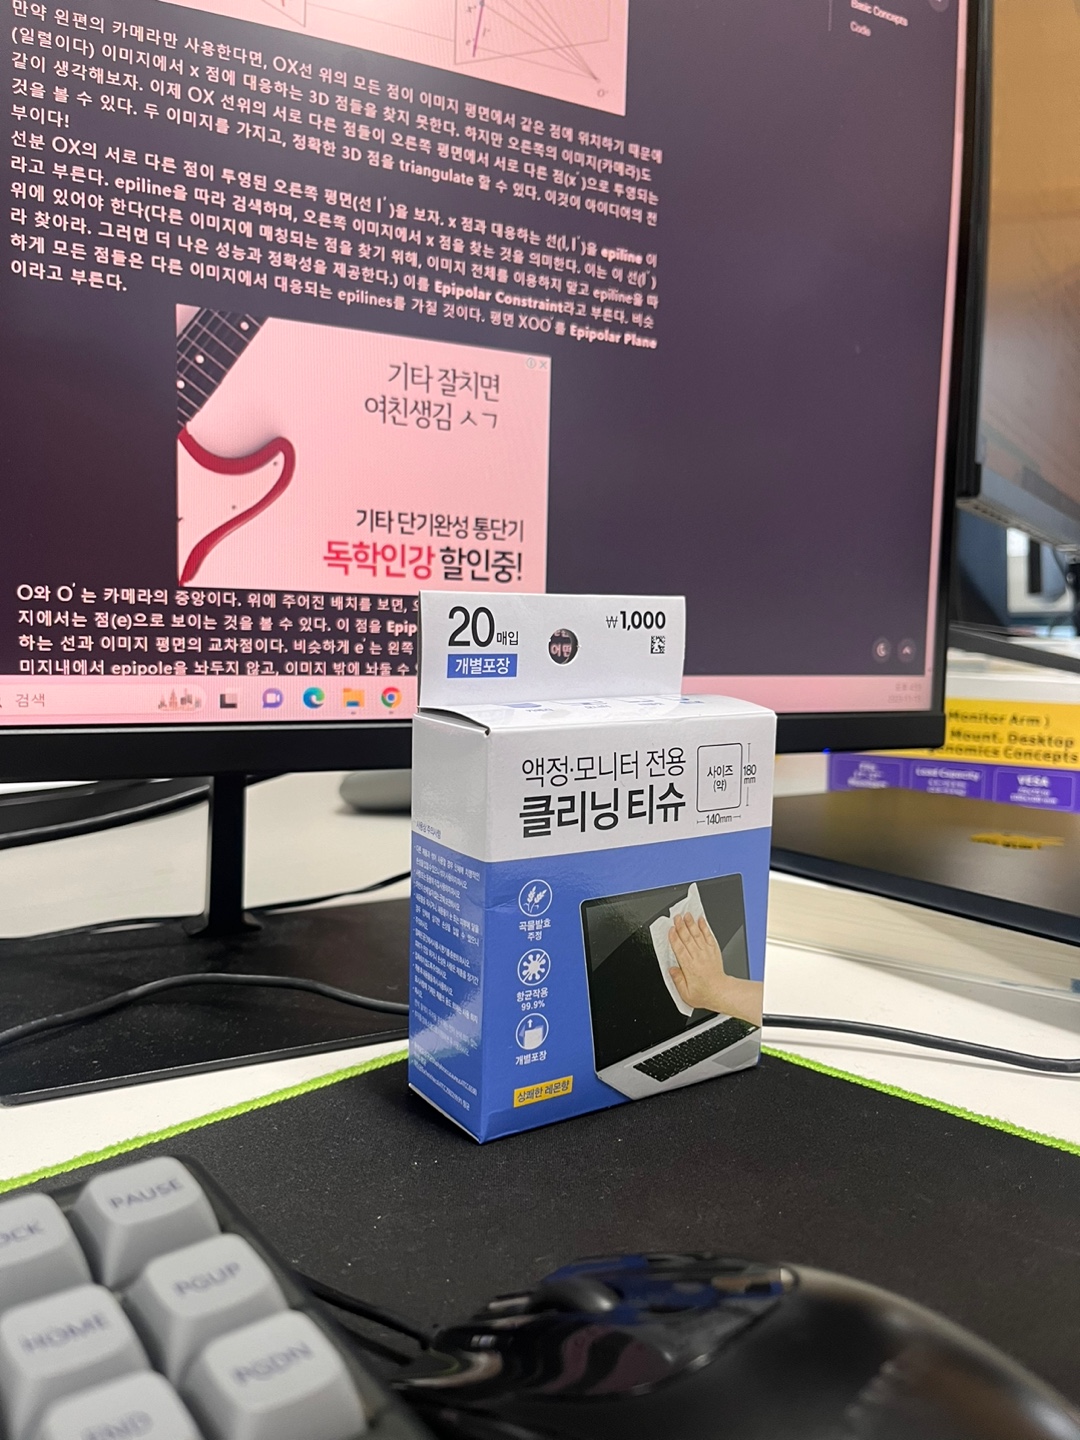 Basic Concepts
Code
만약 왼편의 카메라만 사용한다면, OX선 위의 모든 점이 이미지 평면에서 같은 점에 위치하기 때문에
(일렬이다) 이미지에서 x 점에 대응하는 3D 점들을 찾지 못한다. 하지만 오른쪽의 이미지(카메라)도
같이 생각해보자. 이제 OX 선위의 서로 다른 점들이 오른쪽 평면에서 서로 다른 점(x′)으로 투영되는
것을 볼 수 있다. 두 이미지를 가지고, 정확한 3D 점을 triangulate 할 수 있다. 이것이 아이디어의 전
부이다!
선분 OX의 서로 다른 점이 투영된 오른쪽 평면(선 l′)을 보자. x 점과 대응하는 선(l, l′)을 epiline 이
라고 부른다. epiline을 따라 검색하며, 오른쪽 이미지에서 x 점을 찾는 것을 의미한다. 이는 이 선(l′)
위에 있어야 한다(다른 이미지에 매칭되는 점을 찾기 위해, 이미지 전체를 이용하지 말고 epiline을 따
라 찾아라. 그러면 더 나은 성능과 정확성을 제공한다.) 이를 Epipolar Constraint라고 부른다. 비슷
하게 모든 점들은 다른 이미지에서 대응되는 epilines를 가질 것이다. 평면 XOO′를 Epipolar Plane
이라고 부른다.
기타 잘치면
여친생김 ㅅㄱ
기타 단기완성 통단기
독학인강 할인중!
O와 O′는 카메라의 중앙이다. 위에 주어진 배치를 보면,
지에서는 점(e)으로 보이는 것을 볼 수 있다. 이 점을 Epip
하는 선과 이미지 평면의 교차점이다. 비슷하게 e′는 왼쪽
미지내에서 epipole을 놔두지 않고, 이미지 밖에 놔둘 수
검색
20매입
개별포장
어떤
₩1,000
액정·모니터 전용
클리닝 티슈
사이즈
(약)
180
mm
140mm
곡물발효
주정
항균작용
99.9%
개별포장
상쾌한 레몬향
Monitor Arm )
Mount, Desktop
nomics Concepts
Load Capacity
VESA
PAUSE
OCK
PGUP
HOME
PGDN
END